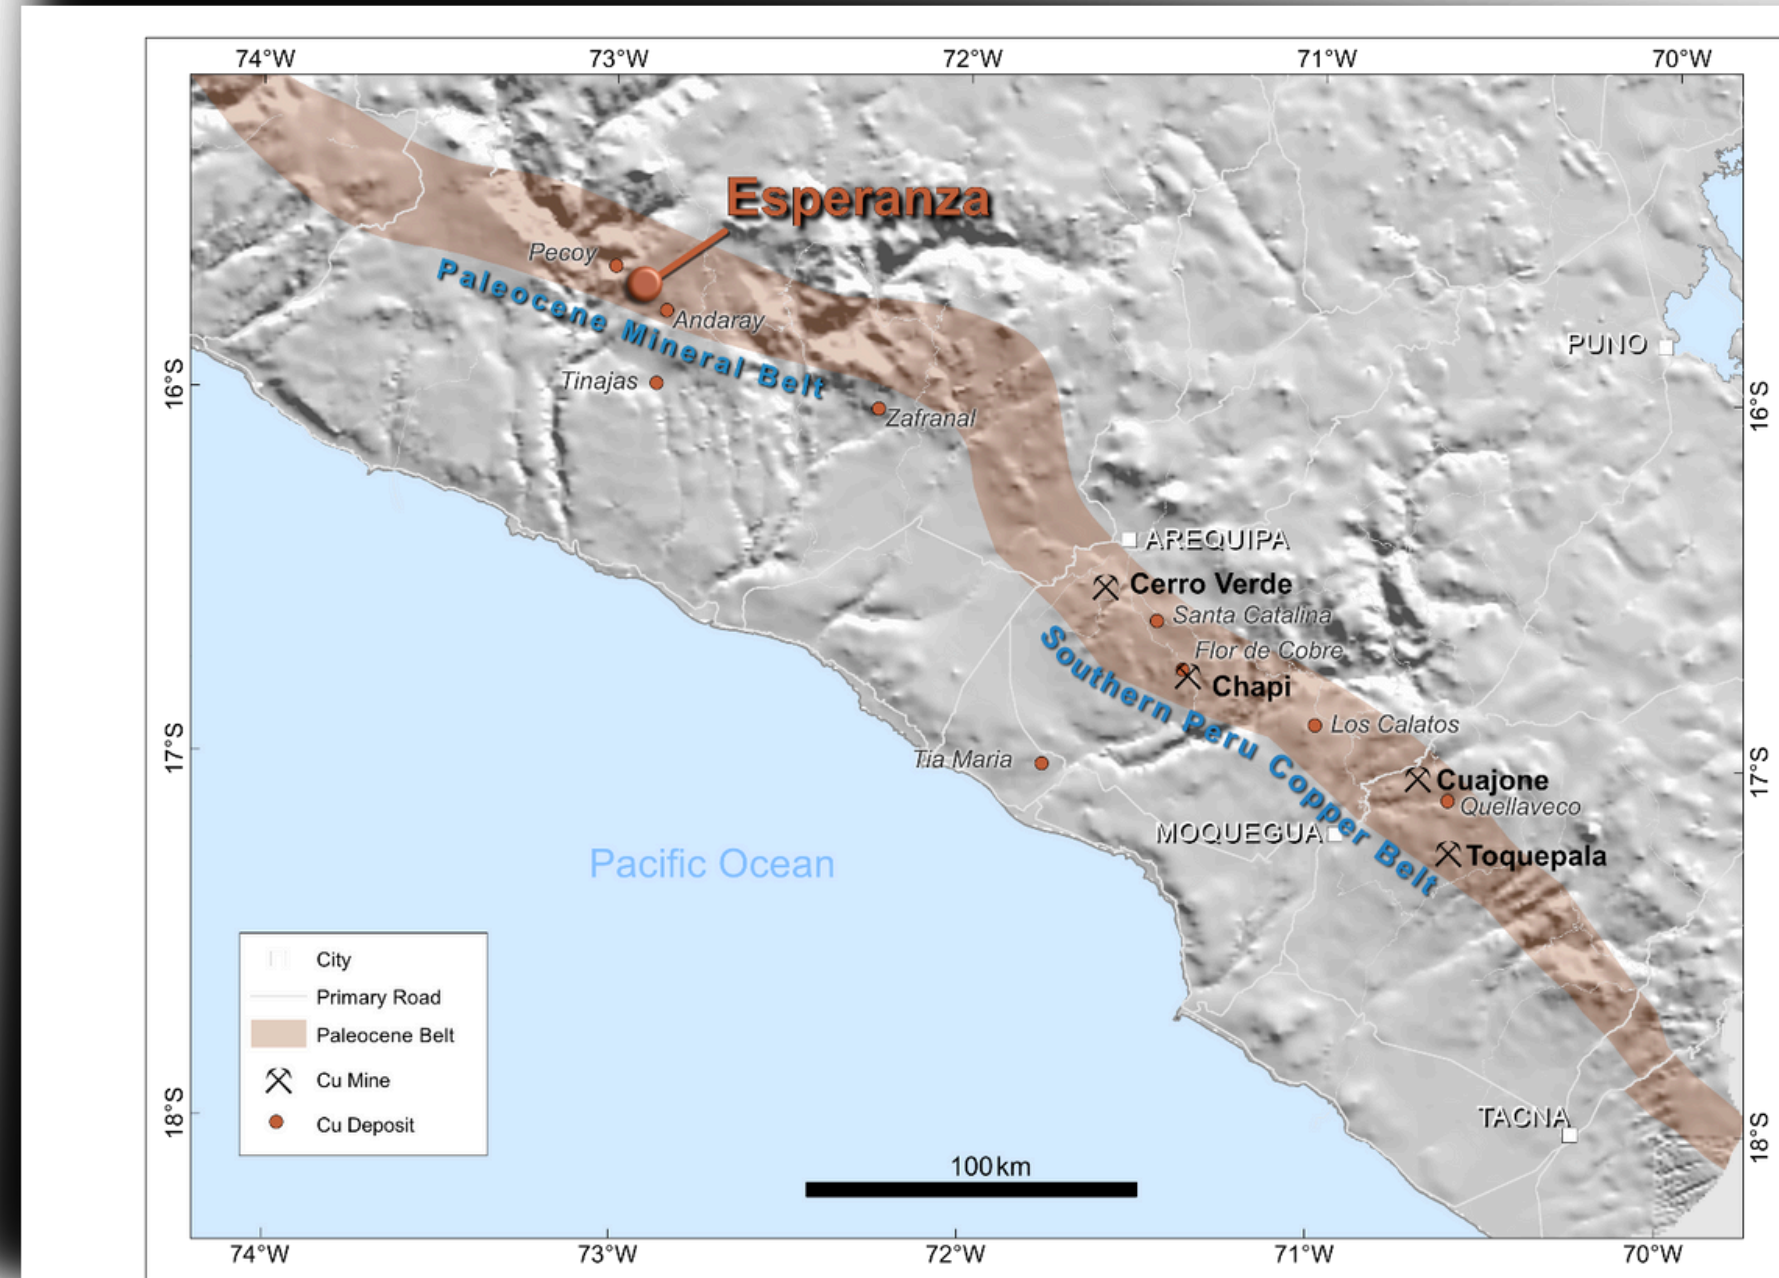 74°W
73°W
72°W
71°W
70°W
Esperanza
Pecoy
Paleocene Mineral Belt
Andaray
PUNO
Tinajas
16°S
16°S
Zafranal
AREQUIPA
Cerro Verde
Santa Catalina
Flor de Cobre
Southern Peru Copper Belt
Chapi
Los Calatos
17°S
Tia Maria
17°S
Cuajone
Quellaveco
MOQUEGUA
Toquepala
Pacific Ocean
City
Primary Road
Paleocene Belt
Cu Mine
Cu Deposit
18°S
TACNA
18°S
100 km
74°W
73°W
72°W
71°W
70°W